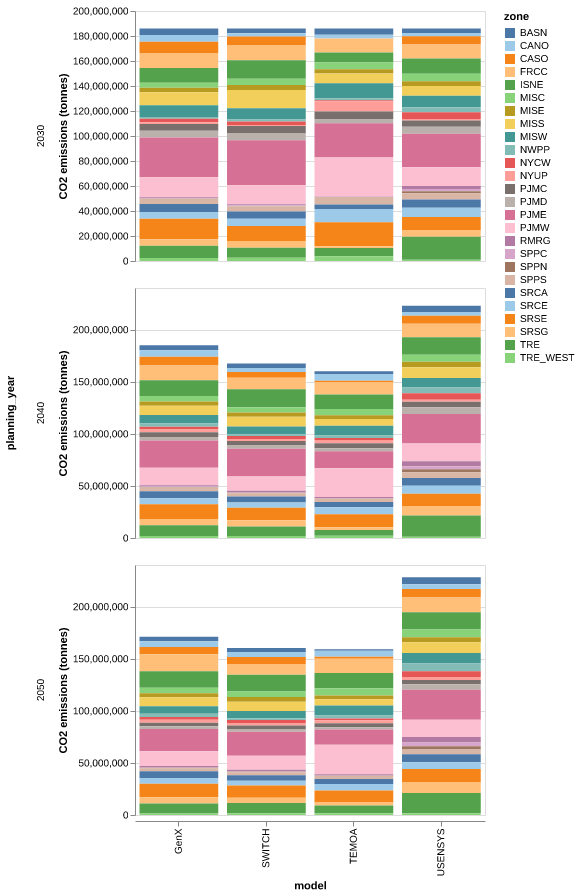 zone
BASN
CANO
CASO
FRCC
ISNE
MISC
MISE
MISS
MISW
NWPP
NYCW
NYUP
PJMC
PJMD
PJME
PJMW
RMRG
SPPC
SPPN
SPPS
SRCA
SRCE
SRSE
SRSG
TRE
TRE_WEST
planning_year
2030
CO2 emissions (tonnes)
200,000,000
180,000,000
160,000,000
140,000,000
120,000,000
100,000,000
80,000,000
60,000,000
40,000,000
20,000,000
0
2040
CO2 emissions (tonnes)
200,000,000
150,000,000
100,000,000
50,000,000
0
2050
CO2 emissions (tonnes)
200,000,000
150,000,000
100,000,000
50,000,000
0
GenX
SWITCH
TEMOA
USENSYS
model